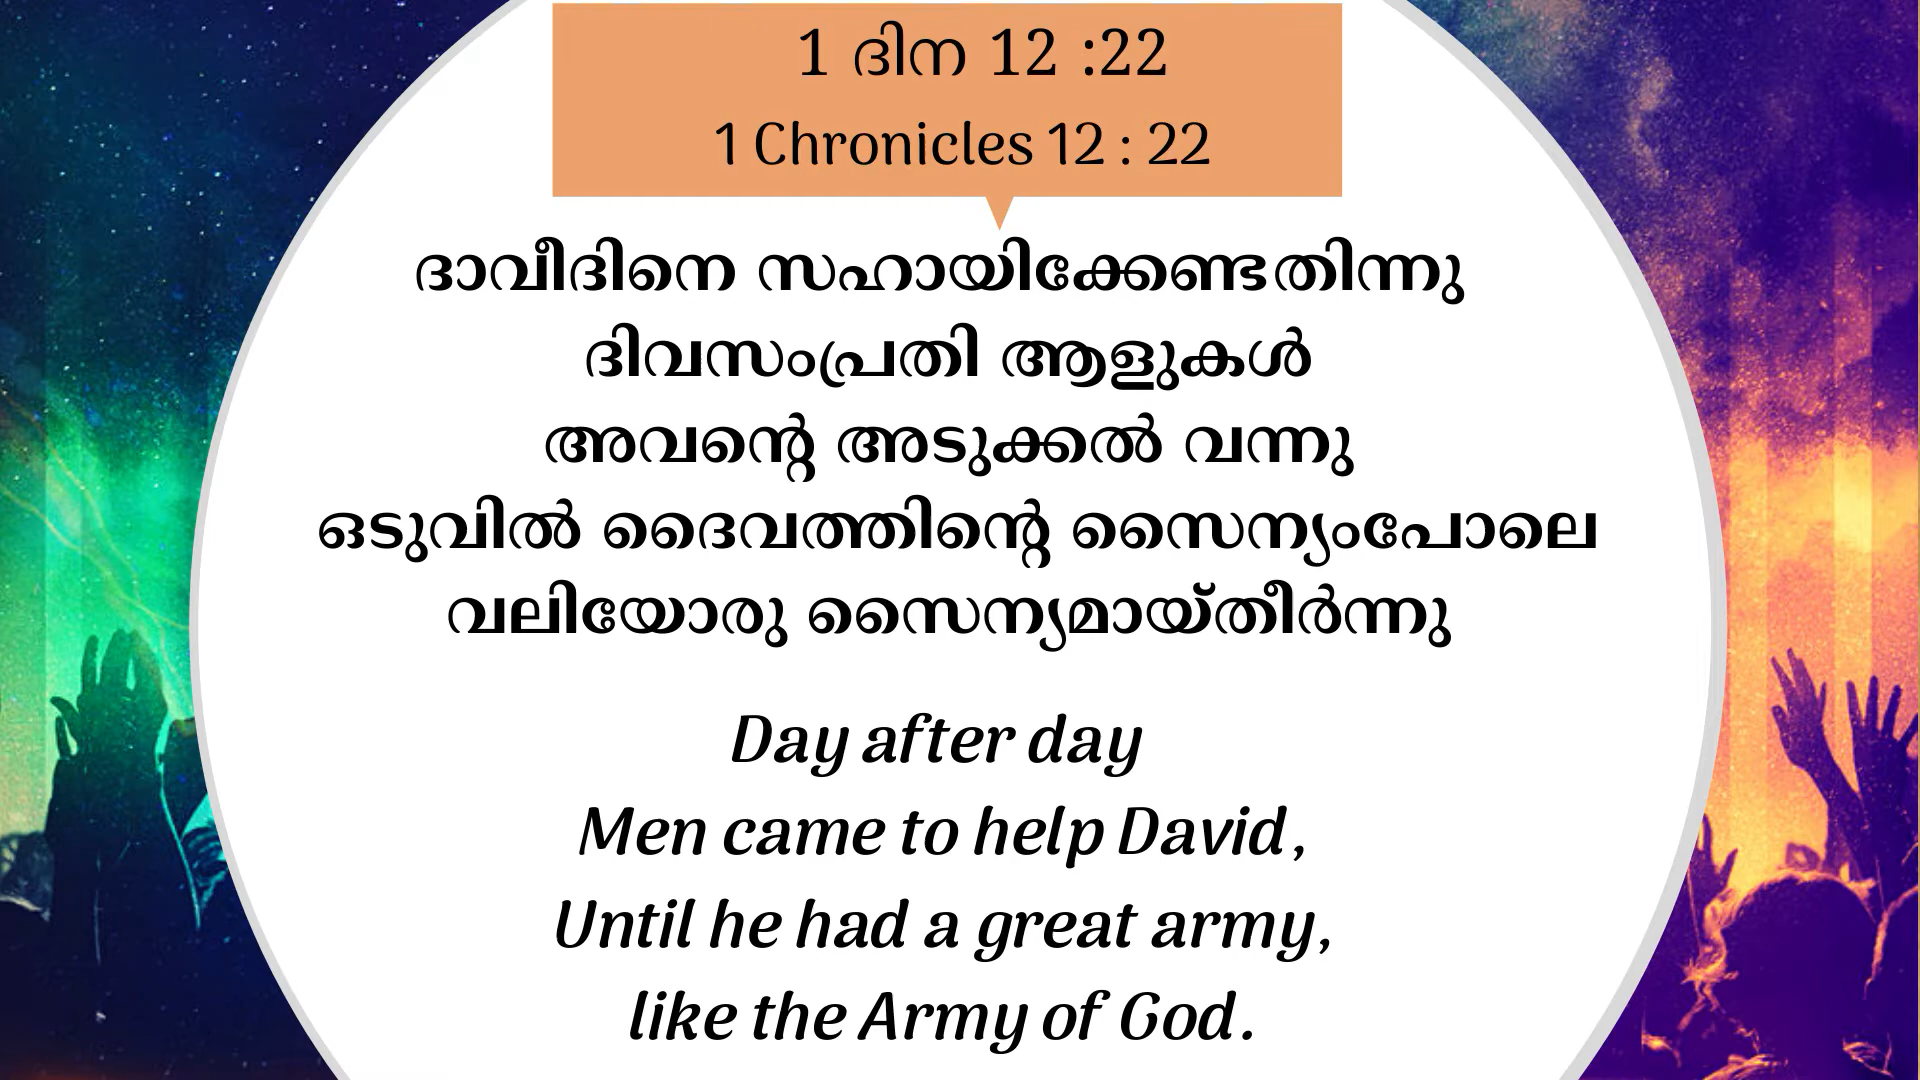 1 ദിന 12 :22
1 Chronicles 12 : 22
ദാവീദിനെ സഹായിക്കേണ്ടതിന്നു
ദിവസംപ്രതി ആളുകൾ
അവന്റെ അടുക്കൽ വന്നു
ഒടുവിൽ ദൈവത്തിന്റെ സൈന്യംപോലെ
വലിയോരു സൈന്യമായ്തീർന്നു
Day after day
Men came to help David,
Until he had a great army,
like the Army of God.